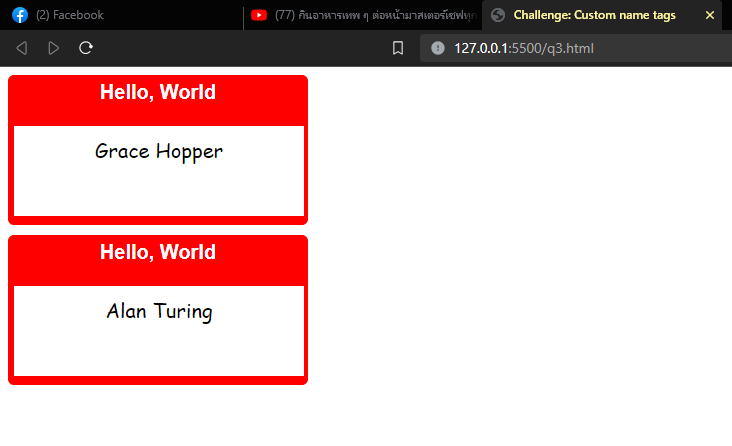 (2) Facebook
(77) กินอาหารเทพ ๆ ต่อหน้ามาสเตอร์เชฟทุก
Challenge: Custom name tags
127.0.0.1:5500/q3.html
Hello, World
Grace Hopper
Hello, World
Alan Turing